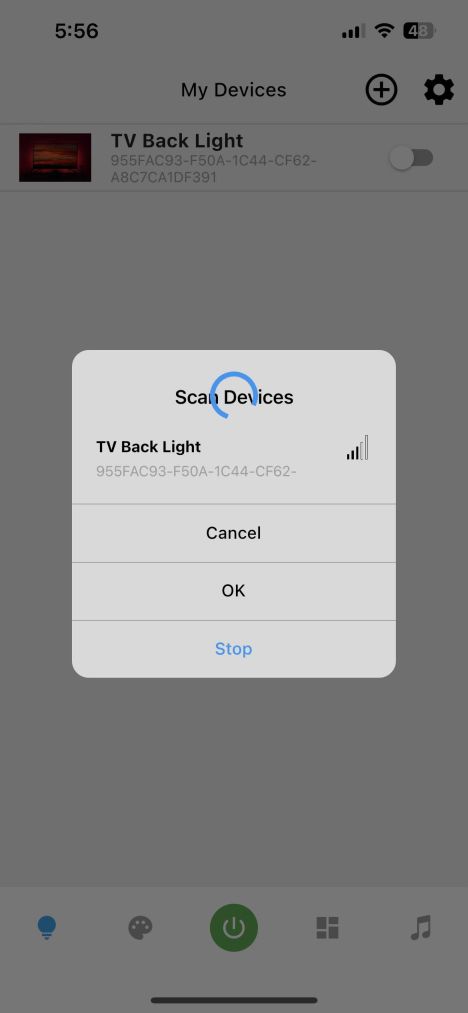 5:56
48
My Devices
TV Back Light
955FAC93-F50A-1C44-CF62-
A8C7CA1DF391
Scan Devices
TV Back Light
955FAC93-F50A-1C44-CF62-
Cancel
OK
Stop